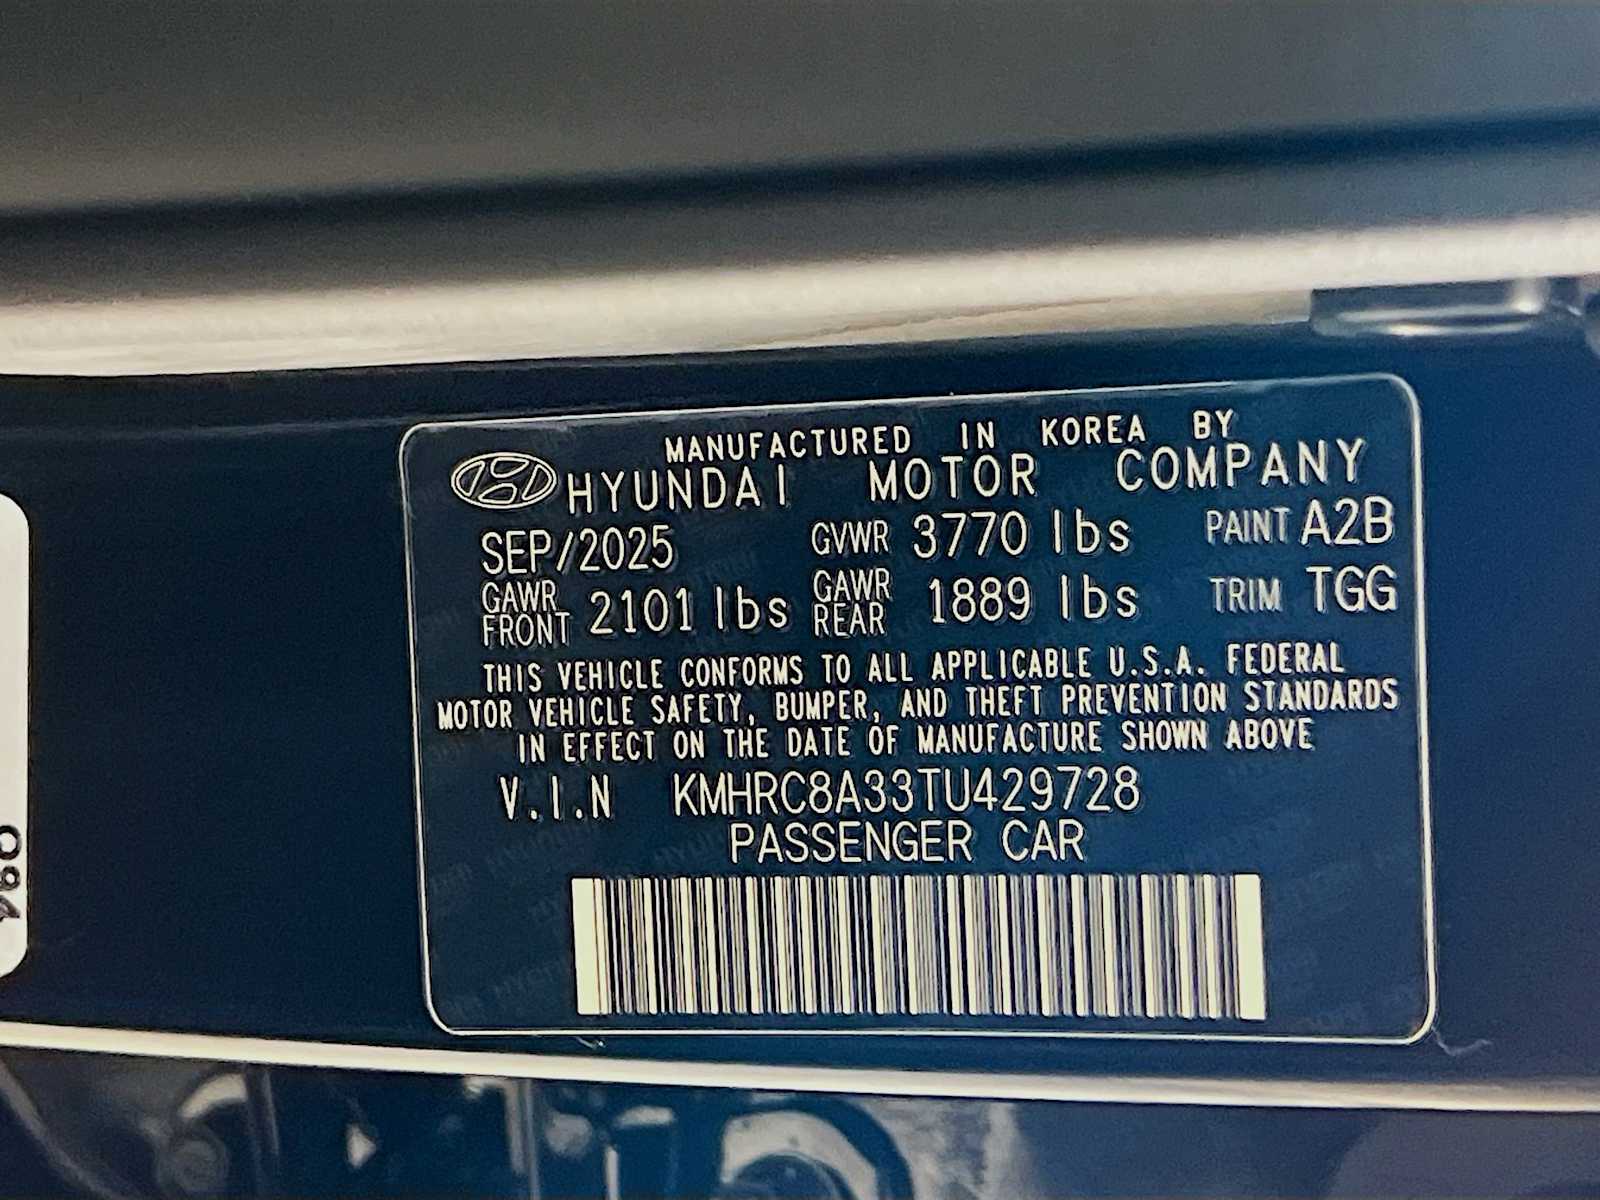 MANUFACTURED IN KOREA BY
HYUNDAI MOTOR COMPANY
SEP/2025 GVWR 3770 lbs PAINT A2B
GAWR FRONT 2101 lbs GAWR REAR 1889 lbs TRIM TGG
THIS VEHICLE CONFORMS TO ALL APPLICABLE U.S.A. FEDERAL
MOTOR VEHICLE SAFETY, BUMPER, AND THEFT PREVENTION STANDARDS
IN EFFECT ON THE DATE OF MANUFACTURE SHOWN ABOVE
V.I.N KMHRC8A33TU429728
PASSENGER CAR